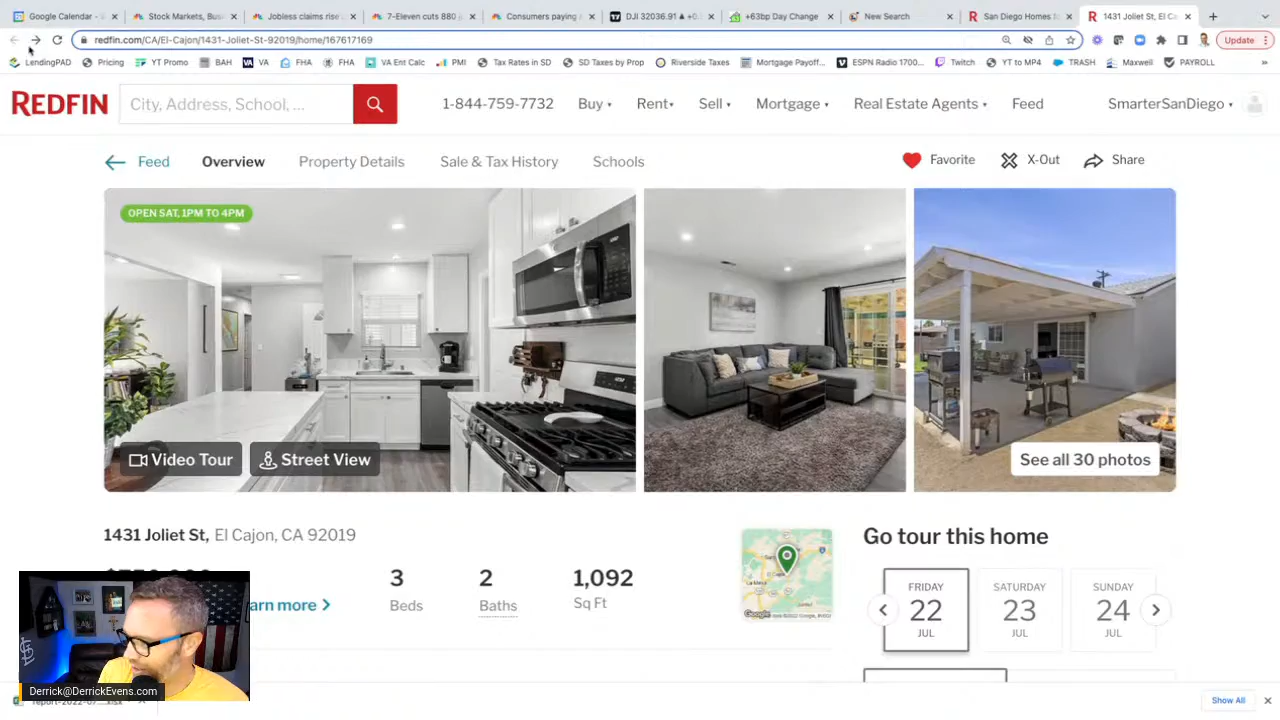 Google Calendar -
Stock Markets, Bus
Jobless claims rise
7-Eleven cuts 880
Consumers paying
DJI 32036.91 ▲ +0.
+63bp Day Change
New Search
San Diego Homes f
1431 Joliet St, El Ca
redfin.com/CA/El-Cajon/1431-Joliet-St-92019/home/167617169
Update
LendingPAD
Pricing
YT Promo
BAH
VA
FHA
FHA
VA Ent Calc
PMI
Tax Rates in SD
SD Taxes by Prop
Riverside Taxes
Mortgage Payoff...
ESPN Radio 1700...
Twitch
YT to MP4
TRASH
Maxwell
PAYROLL
REDFIN
City, Address, School, ...
1-844-759-7732
Buy
Rent
Sell
Mortgage
Real Estate Agents
Feed
SmarterSanDiego
Feed
Overview
Property Details
Sale & Tax History
Schools
Favorite
X-Out
Share
OPEN SAT, 1PM TO 4PM
Video Tour
Street View
See all 30 photos
1431 Joliet St, El Cajon, CA 92019
3
Beds
2
Baths
1,092
Sq Ft
arn more
Google
Go tour this home
FRIDAY
22
JUL
SATURDAY
23
JUL
SUNDAY
24
JUL
Derrick@DerrickEvens.com
Show All